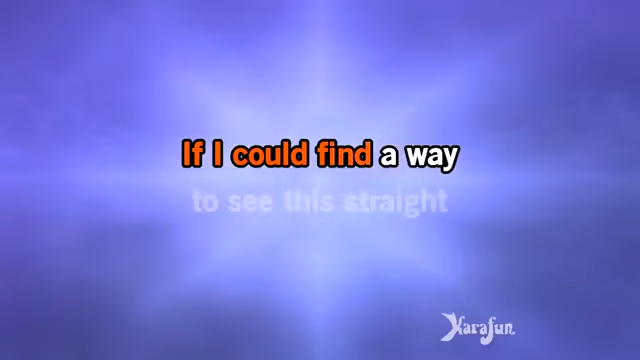 If I could find a way
to see this straight
Karafun